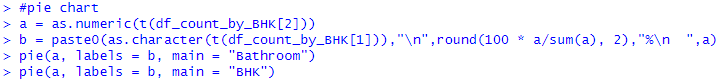 > #pie chart
> a = as.numeric(t(df_count_by_BHK[2]))
> b = paste0(as.character(t(df_count_by_BHK[1])),"\n",round(100 * a/sum(a), 2),"%\n  ",a)
> pie(a, labels = b, main = "Bathroom")
> pie(a, labels = b, main = "BHK")